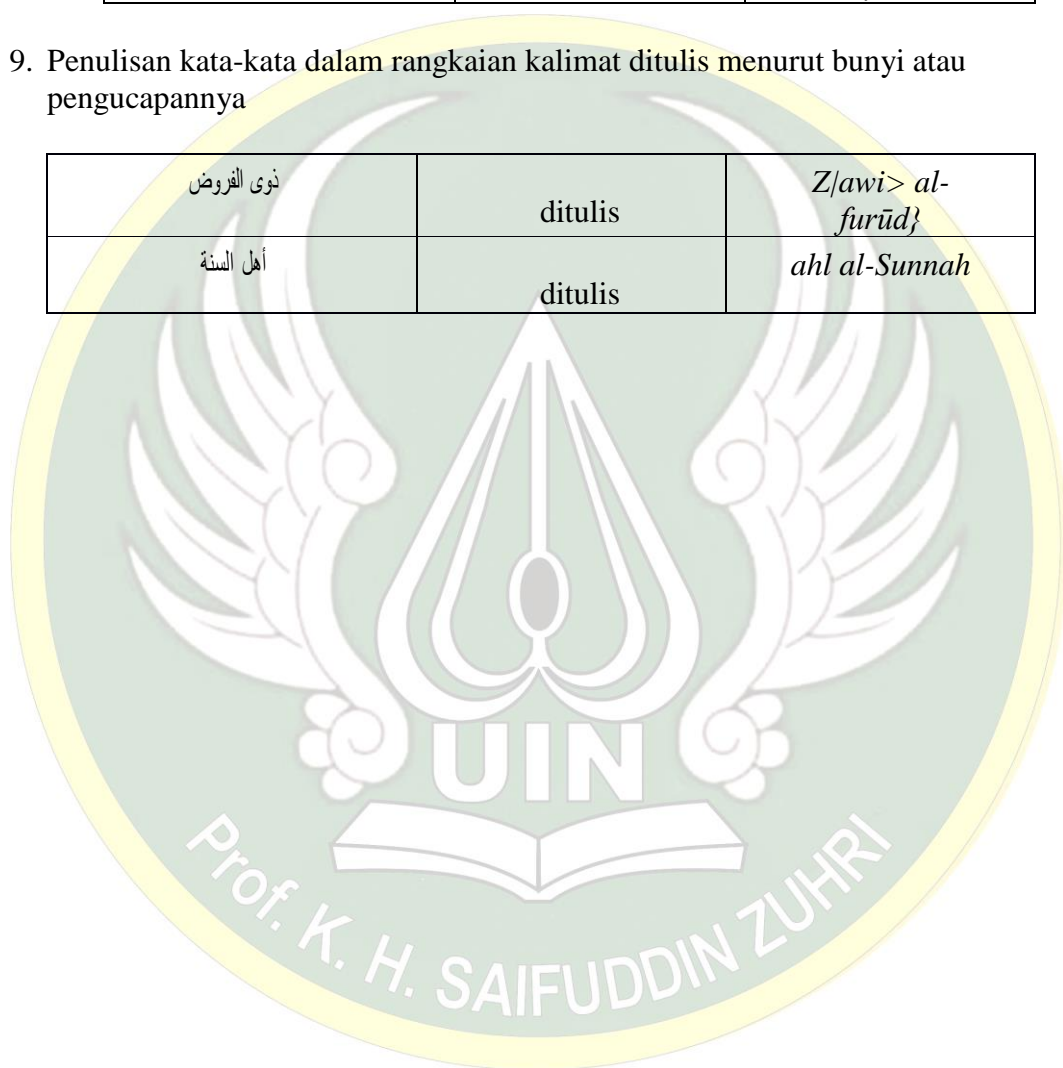 9. Penulisan kata-kata dalam rangkaian kalimat ditulis menurut bunyi atau
pengucapannya
ذوى الفروض ditulis Z|awi> al-
furūd}
أهل السنة ditulis ahl al-Sunnah
UIN
Prof. K. H. SAIFUDDIN ZUHRI